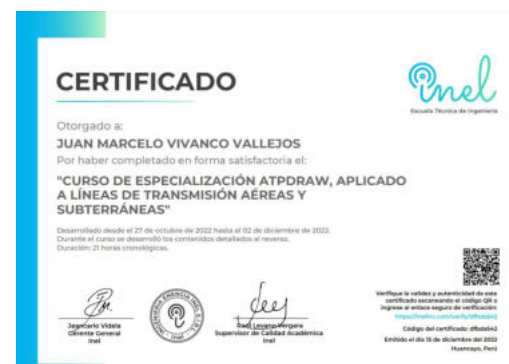 CERTIFICADO
inel
Escuela Técnica de Ingeniería
Otorgado a:
JUAN MARCELO VIVANCO VALLEJOS
Por haber completado en forma satisfactoria el:
"CURSO DE ESPECIALIZACIÓN ATPDRAW, APLICADO
A LÍNEAS DE TRANSMISIÓN AÉREAS Y
SUBTERRÁNEAS"
Desarrollado desde el 27 de octubre de 2022 hasta el 02 de diciembre de 2022.
Durante el curso se desarrolló los contenidos detallados al reverso.
Duración: 21 horas cronológicas.
Verifique la validez y autenticidad de este
certificado escaneando el código QR o
ingrese al enlace seguro de verificación:
Código del certificado:
Emitido el día 15 de diciembre del 2022
Huancayo, Perú
Jeancarlo Videla
Gerente General
Inel
Raúl Levano Vergara
Supervisor de Calidad Académica
Inel